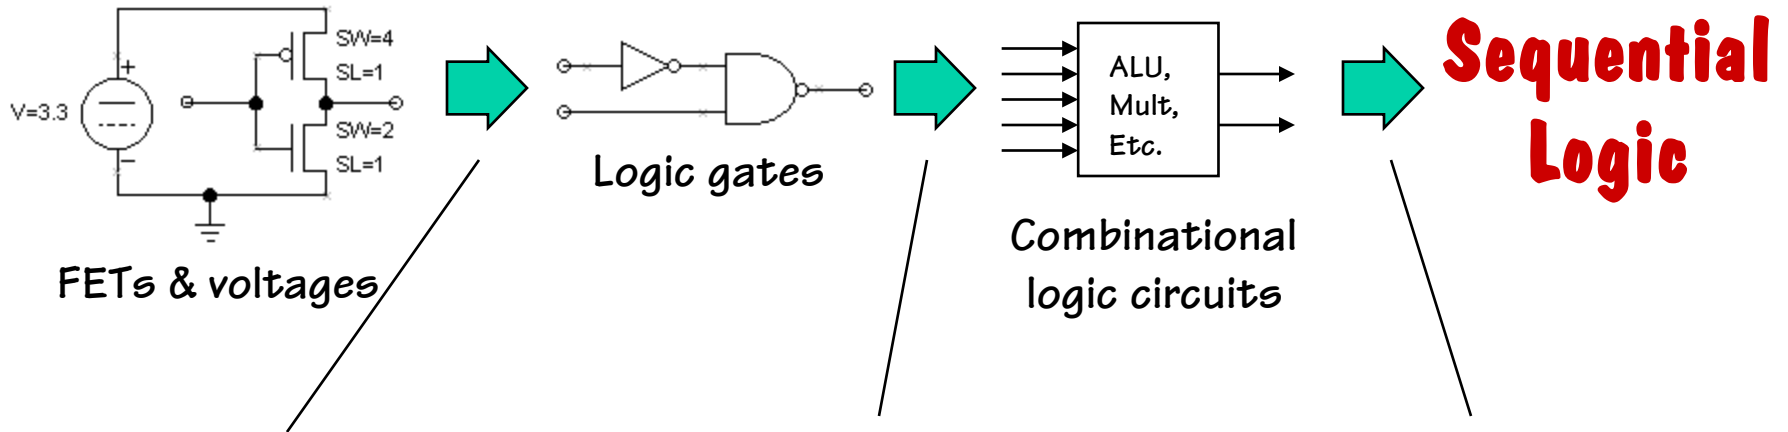 SW=4
SL=1
V=3.3
+
SW=2
SL=1
−
FETs & voltages
Logic gates
ALU,
Mult,
Etc.
Combinational
logic circuits
Sequential
Logic